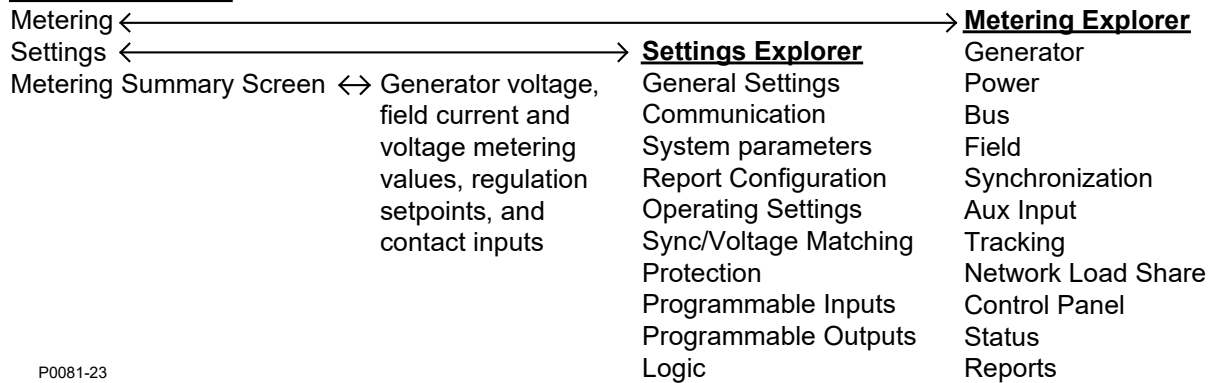 Metering
Settings
Metering Summary Screen
Generator voltage,
field current and
voltage metering
values, regulation
setpoints, and
contact inputs
Settings Explorer
General Settings
Communication
System parameters
Report Configuration
Operating Settings
Sync/Voltage Matching
Protection
Programmable Inputs
Programmable Outputs
Logic
Metering Explorer
Generator
Power
Bus
Field
Synchronization
Aux Input
Tracking
Network Load Share
Control Panel
Status
Reports
P0081-23